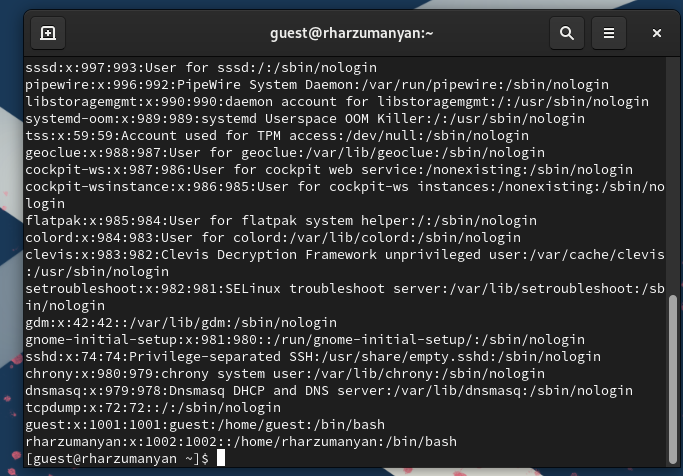 guest@rharzumanyan:~
sssd:x:997:993:User for sssd:/:/sbin/nologin
pipewire:x:996:992:PipeWire System Daemon:/var/run/pipewire:/sbin/nologin
libstoragemgmt:x:990:990:daemon account for libstoragemgmt:/:/usr/sbin/nologin
systemd-oom:x:989:989:systemd Userspace OOM Killer:/:/usr/sbin/nologin
tss:x:59:59:Account used for TPM access:/dev/null:/sbin/nologin
geoclue:x:988:987:User for geoclue:/var/lib/geoclue:/sbin/nologin
cockpit-ws:x:987:986:User for cockpit web service:/nonexisting:/sbin/nologin
cockpit-wsinstance:x:986:985:User for cockpit-ws instances:/nonexisting:/sbin/no
login
flatpak:x:985:984:User for flatpak system helper:/:/sbin/nologin
colord:x:984:983:User for colord:/var/lib/colord:/sbin/nologin
clevis:x:983:982:Clevis Decryption Framework unprivileged user:/var/cache/clevis
:/usr/sbin/nologin
setroubleshoot:x:982:981:SELinux troubleshoot server:/var/lib/setroubleshoot:/sb
in/nologin
gdm:x:42:42::/var/lib/gdm:/sbin/nologin
gnome-initial-setup:x:981:980::/run/gnome-initial-setup/:/sbin/nologin
sshd:x:74:74:Privilege-separated SSH:/usr/share/empty.sshd:/sbin/nologin
chrony:x:980:979:chrony system user:/var/lib/chrony:/sbin/nologin
dnsmasq:x:979:978:Dnsmasq DHCP and DNS server:/var/lib/dnsmasq:/sbin/nologin
tcpdump:x:72:72::/:/sbin/nologin
guest:x:1001:1001:guest:/home/guest:/bin/bash
rharzumanyan:x:1002:1002::/home/rharzumanyan:/bin/bash
[guest@rharzumanyan ~]$